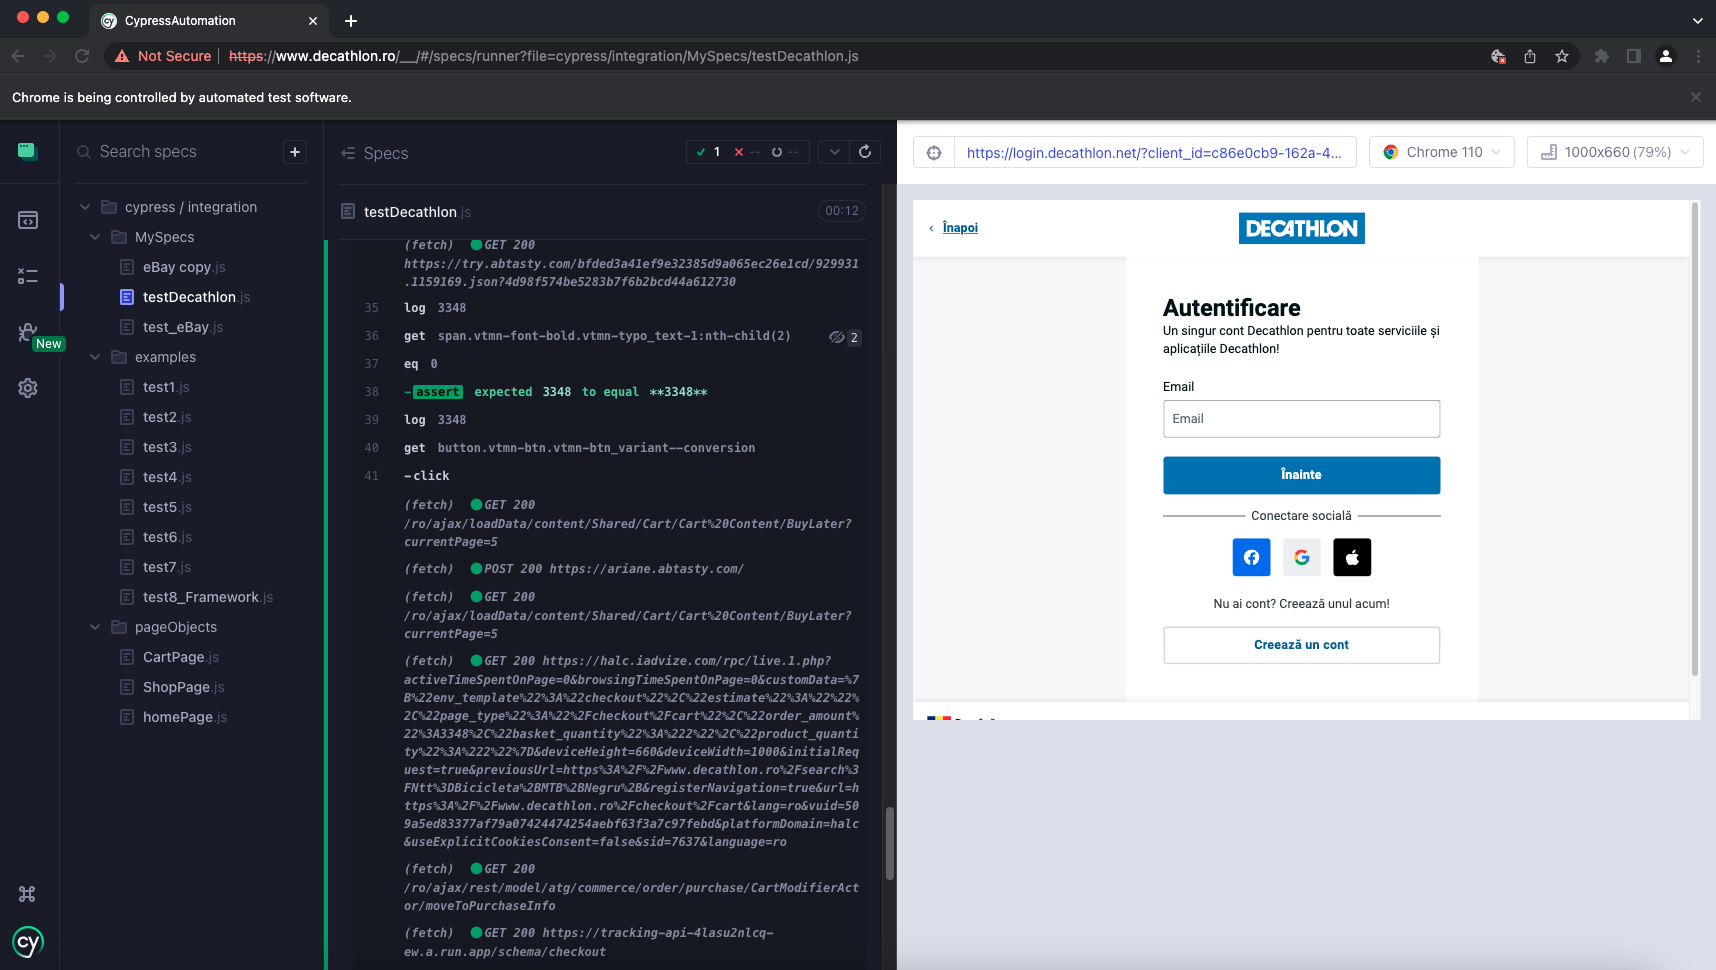 CypressAutomation
Not Secure https://www.decathlon.ro/__/#/specs/runner?file=cypress/integration/MySpecs/testDecathlon.js
Chrome is being controlled by automated test software.
New
cy
Search specs
cypress / integration
MySpecs
eBay copy.js
testDecathlon.js
test_eBay.js
examples
test1.js
test2.js
test3.js
test4.js
test5.js
test6.js
test7.js
test8_Framework.js
pageObjects
CartPage.js
ShopPage.js
homePage.js
Specs
1 -- --
testDecathlon.js 00:12
(fetch) GET 200
https://try.abtasty.com/bfded3a41ef9e32385d9a065ec26e1cd/929931
.1159169.json?4d98f574be5283b7f6b2bcd44a612730
35 log 3348
36 get span.vtmn-font-bold.vtmn-typo_text-1:nth-child(2) 2
37 eq 0
38 -assert expected 3348 to equal **3348**
39 log 3348
40 get button.vtmn-btn.vtmn-btn_variant--conversion
41 -click
(fetch) GET 200
/ro/ajax/loadData/content/Shared/Cart/Cart%20Content/BuyLater?
currentPage=5
(fetch) POST 200 https://ariane.abtasty.com/
(fetch) GET 200
/ro/ajax/loadData/content/Shared/Cart/Cart%20Content/BuyLater?
currentPage=5
(fetch) GET 200 https://halc.iadvize.com/rpc/live.1.php?
activeTimeSpentOnPage=0&browsingTimeSpentOnPage=0&customData=%7
B%22env_template%22%3A%22checkout%22%2C%22estimate%22%3A%22%22%
2C%22page_type%22%3A%22%2Fcheckout%2Fcart%22%2C%22order_amount%
22%3A3348%2C%22basket_quantity%22%3A%222%22%2C%22product_quanti
ty%22%3A%222%22%7D&deviceHeight=660&deviceWidth=1000&initialReq
uest=true&previousUrl=https%3A%2F%2Fwww.decathlon.ro%2Fsearch%3
FNtt%3DBicicleta%2BMTB%2BNegru%2B&registerNavigation=true&url=h
ttps%3A%2F%2Fwww.decathlon.ro%2Fcheckout%2Fcart&lang=ro&vuid=50
9a5ed83377af79a07424474254aebf63f3a7c97febd&platformDomain=halc
&useExplicitCookiesConsent=false&sid=7637&language=ro
(fetch) GET 200
/ro/ajax/rest/model/atg/commerce/order/purchase/CartModifierAct
or/moveToPurchaseInfo
(fetch) GET 200 https://tracking-api-4lasu2nlcq-
ew.a.run.app/schema/checkout
https://login.decathlon.net/?client_id=c86e0cb9-162a-4...
Chrome 110
1000x660 (79%)
Înapoi
DECATHLON
Autentificare
Un singur cont Decathlon pentru toate serviciile și
aplicațiile Decathlon!
Email
Email
Înainte
Conectare socială
Nu ai cont? Creează unul acum!
Creează un cont